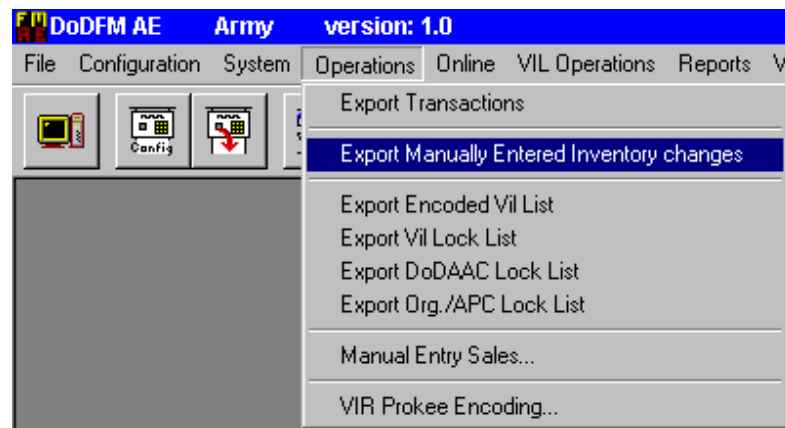 FM AE DoDFM AE Army version: 1.0
File Configuration System Operations Online VIL Operations Reports V
Config
Export Transactions
Export Manually Entered Inventory changes
Export Encoded Vil List
Export Vil Lock List
Export DoDAAC Lock List
Export Org./APC Lock List
Manual Entry Sales...
VIR Prokee Encoding...